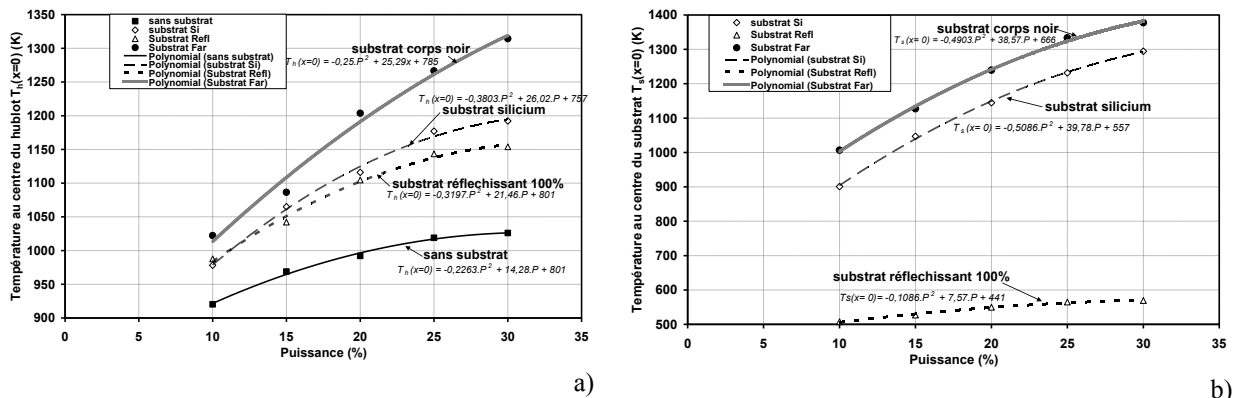 Température au centre du hublot Tₕ(x=0) (K)
1350
1300
1250
1200
1150
1100
1050
1000
950
900
0
5
10
15
20
25
30
35
Puissance (%)
sans substrat
substrat Si
Substrat Refl
Substrat Far
Polynomial (sans substrat)
Polynomial (substrat Si)
Polynomial (Substrat Refl)
Polynomial (Substrat Far)
substrat corps noir
Tₕ(x=0) = -0,25.P² + 25,29x + 785
Tₕ(x=0) = -0,3803.P² + 26,02.P + 757
substrat silicium
substrat réflechissant 100%
Tₕ(x=0) = -0,3197.P² + 21,46.P + 801
sans substrat
Tₕ(x=0) = -0,2263.P² + 14,28.P + 801
a)
Température au centre du substrat Tₛ(x=0) (K)
1400
1300
1200
1100
1000
900
800
700
600
500
0
5
10
15
20
25
30
35
Puissance (%)
substrat Si
Substrat Refl
Substrat Far
Polynomial (substrat Si)
Polynomial (Substrat Refl)
Polynomial (Substrat Far)
substrat corps noir
Tₛ(x=0) = -0,4903.P² + 38,57.P + 666
substrat silicium
Tₛ(x= 0) = -0,5086.P² + 39,78.P + 557
substrat réflechissant 100%
Ts(x= 0) = -0,1086.P² + 7,57.P + 441
b)